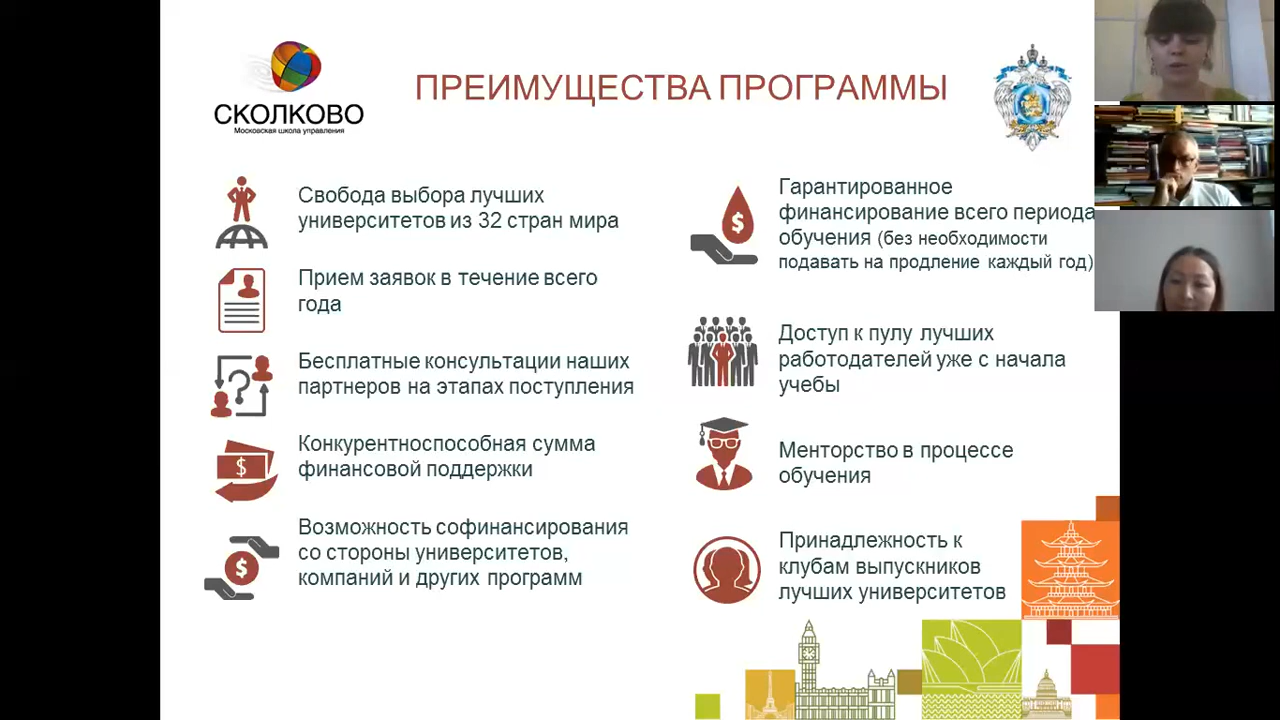 СКОЛКОВО
Московская школа управления
ПРЕИМУЩЕСТВА ПРОГРАММЫ
Свобода выбора лучших
университетов из 32 стран мира
Прием заявок в течение всего
года
Бесплатные консультации наших
партнеров на этапах поступления
Конкурентноспособная сумма
финансовой поддержки
Возможность софинансирования
со стороны университетов,
компаний и других программ
Гарантированное
финансирование всего периода
обучения (без необходимости
подавать на продление каждый год)
Доступ к пулу лучших
работодателей уже с начала
учебы
Менторство в процессе
обучения
Принадлежность к
клубам выпускников
лучших университетов